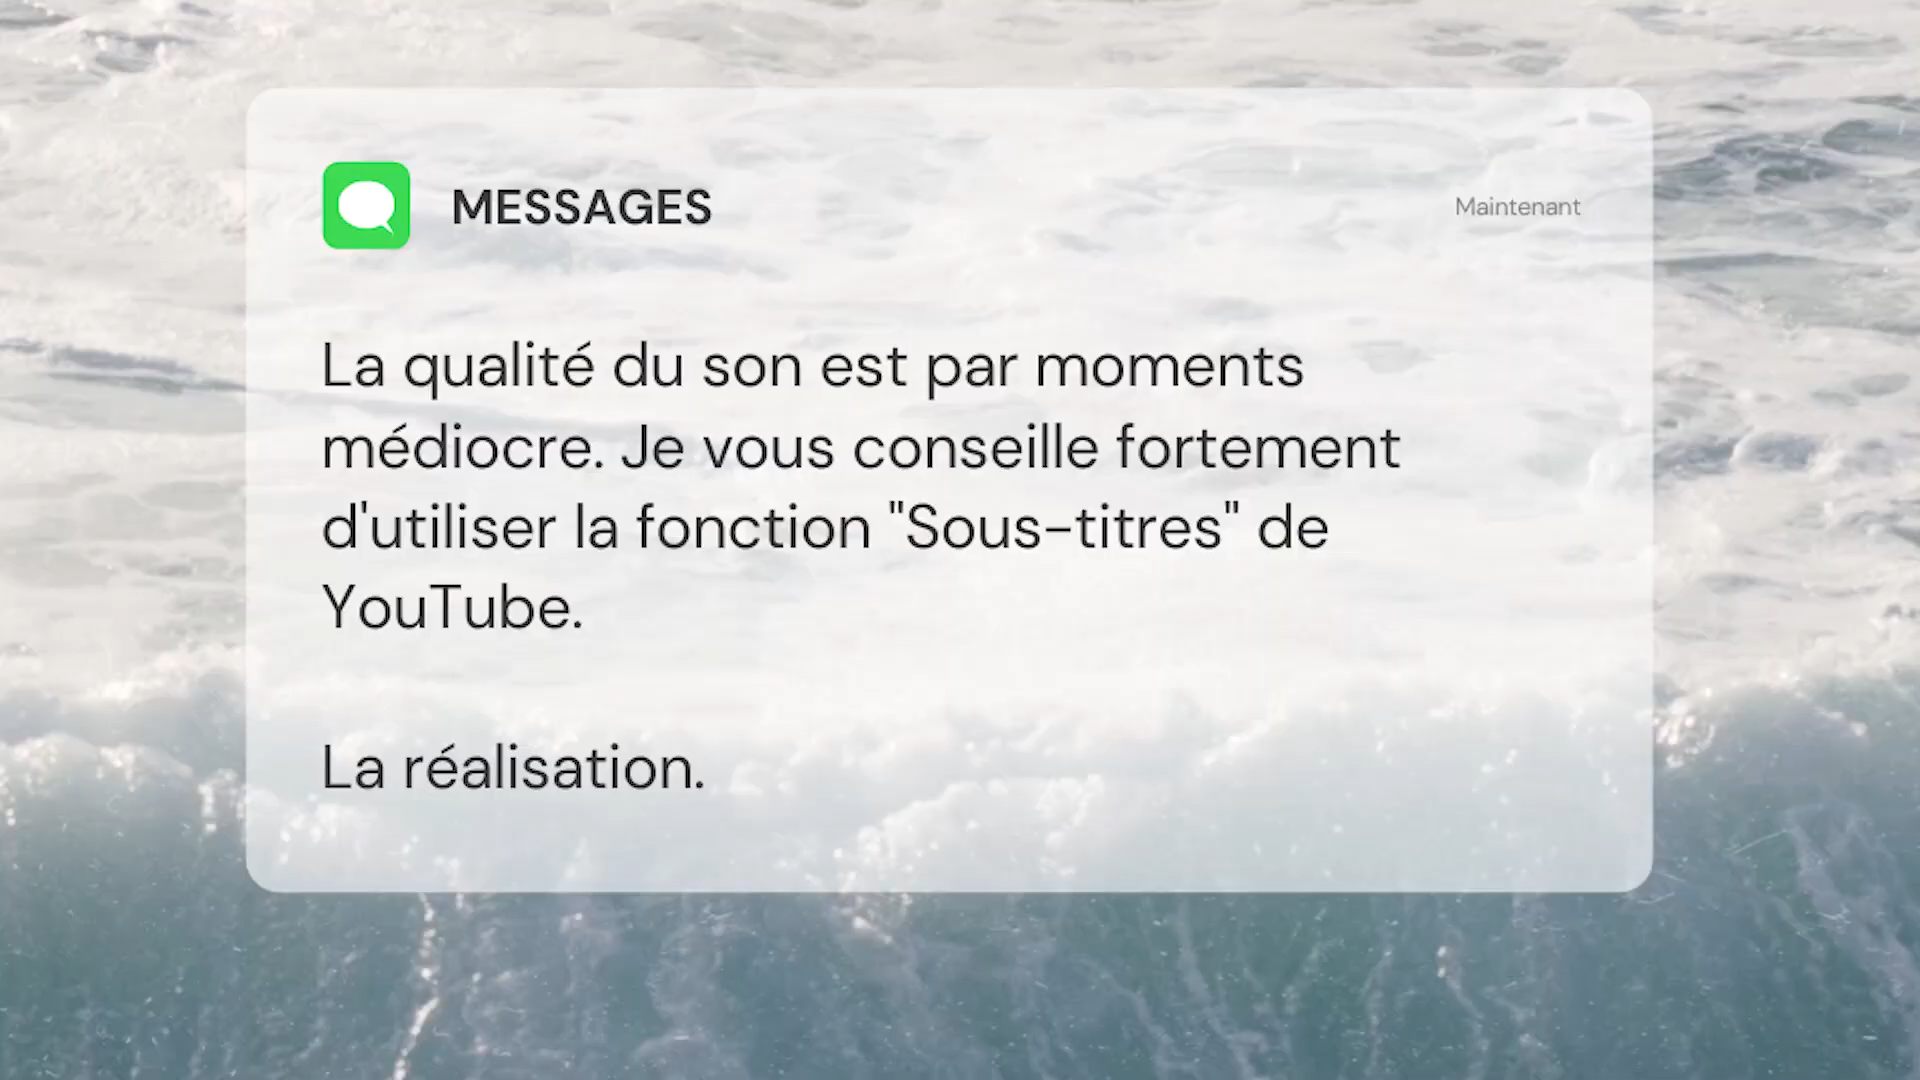 MESSAGES
Maintenant
La qualité du son est par moments
médiocre. Je vous conseille fortement
d'utiliser la fonction "Sous-titres" de
YouTube.
La réalisation.